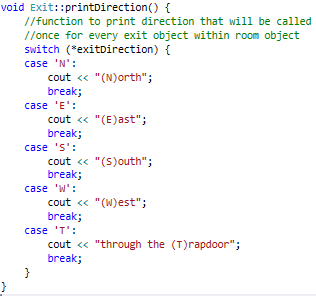 void Exit::printDirection() {
    //function to print direction that will be called
    //once for every exit object within room object
    switch (*exitDirection) {
    case 'N':
        cout << "(N)orth";
        break;
    case 'E':
        cout << "(E)ast";
        break;
    case 'S':
        cout << "(S)outh";
        break;
    case 'W':
        cout << "(W)est";
        break;
    case 'T':
        cout << "through the (T)rapdoor";
        break;
    }
}